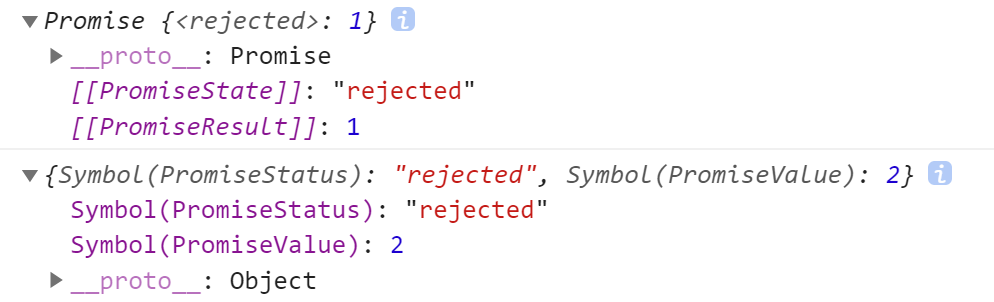 Promise {<rejected>: 1} i
__proto__: Promise
[[PromiseState]]: "rejected"
[[PromiseResult]]: 1
{Symbol(PromiseStatus): "rejected", Symbol(PromiseValue): 2} i
Symbol(PromiseStatus): "rejected"
Symbol(PromiseValue): 2
__proto__: Object